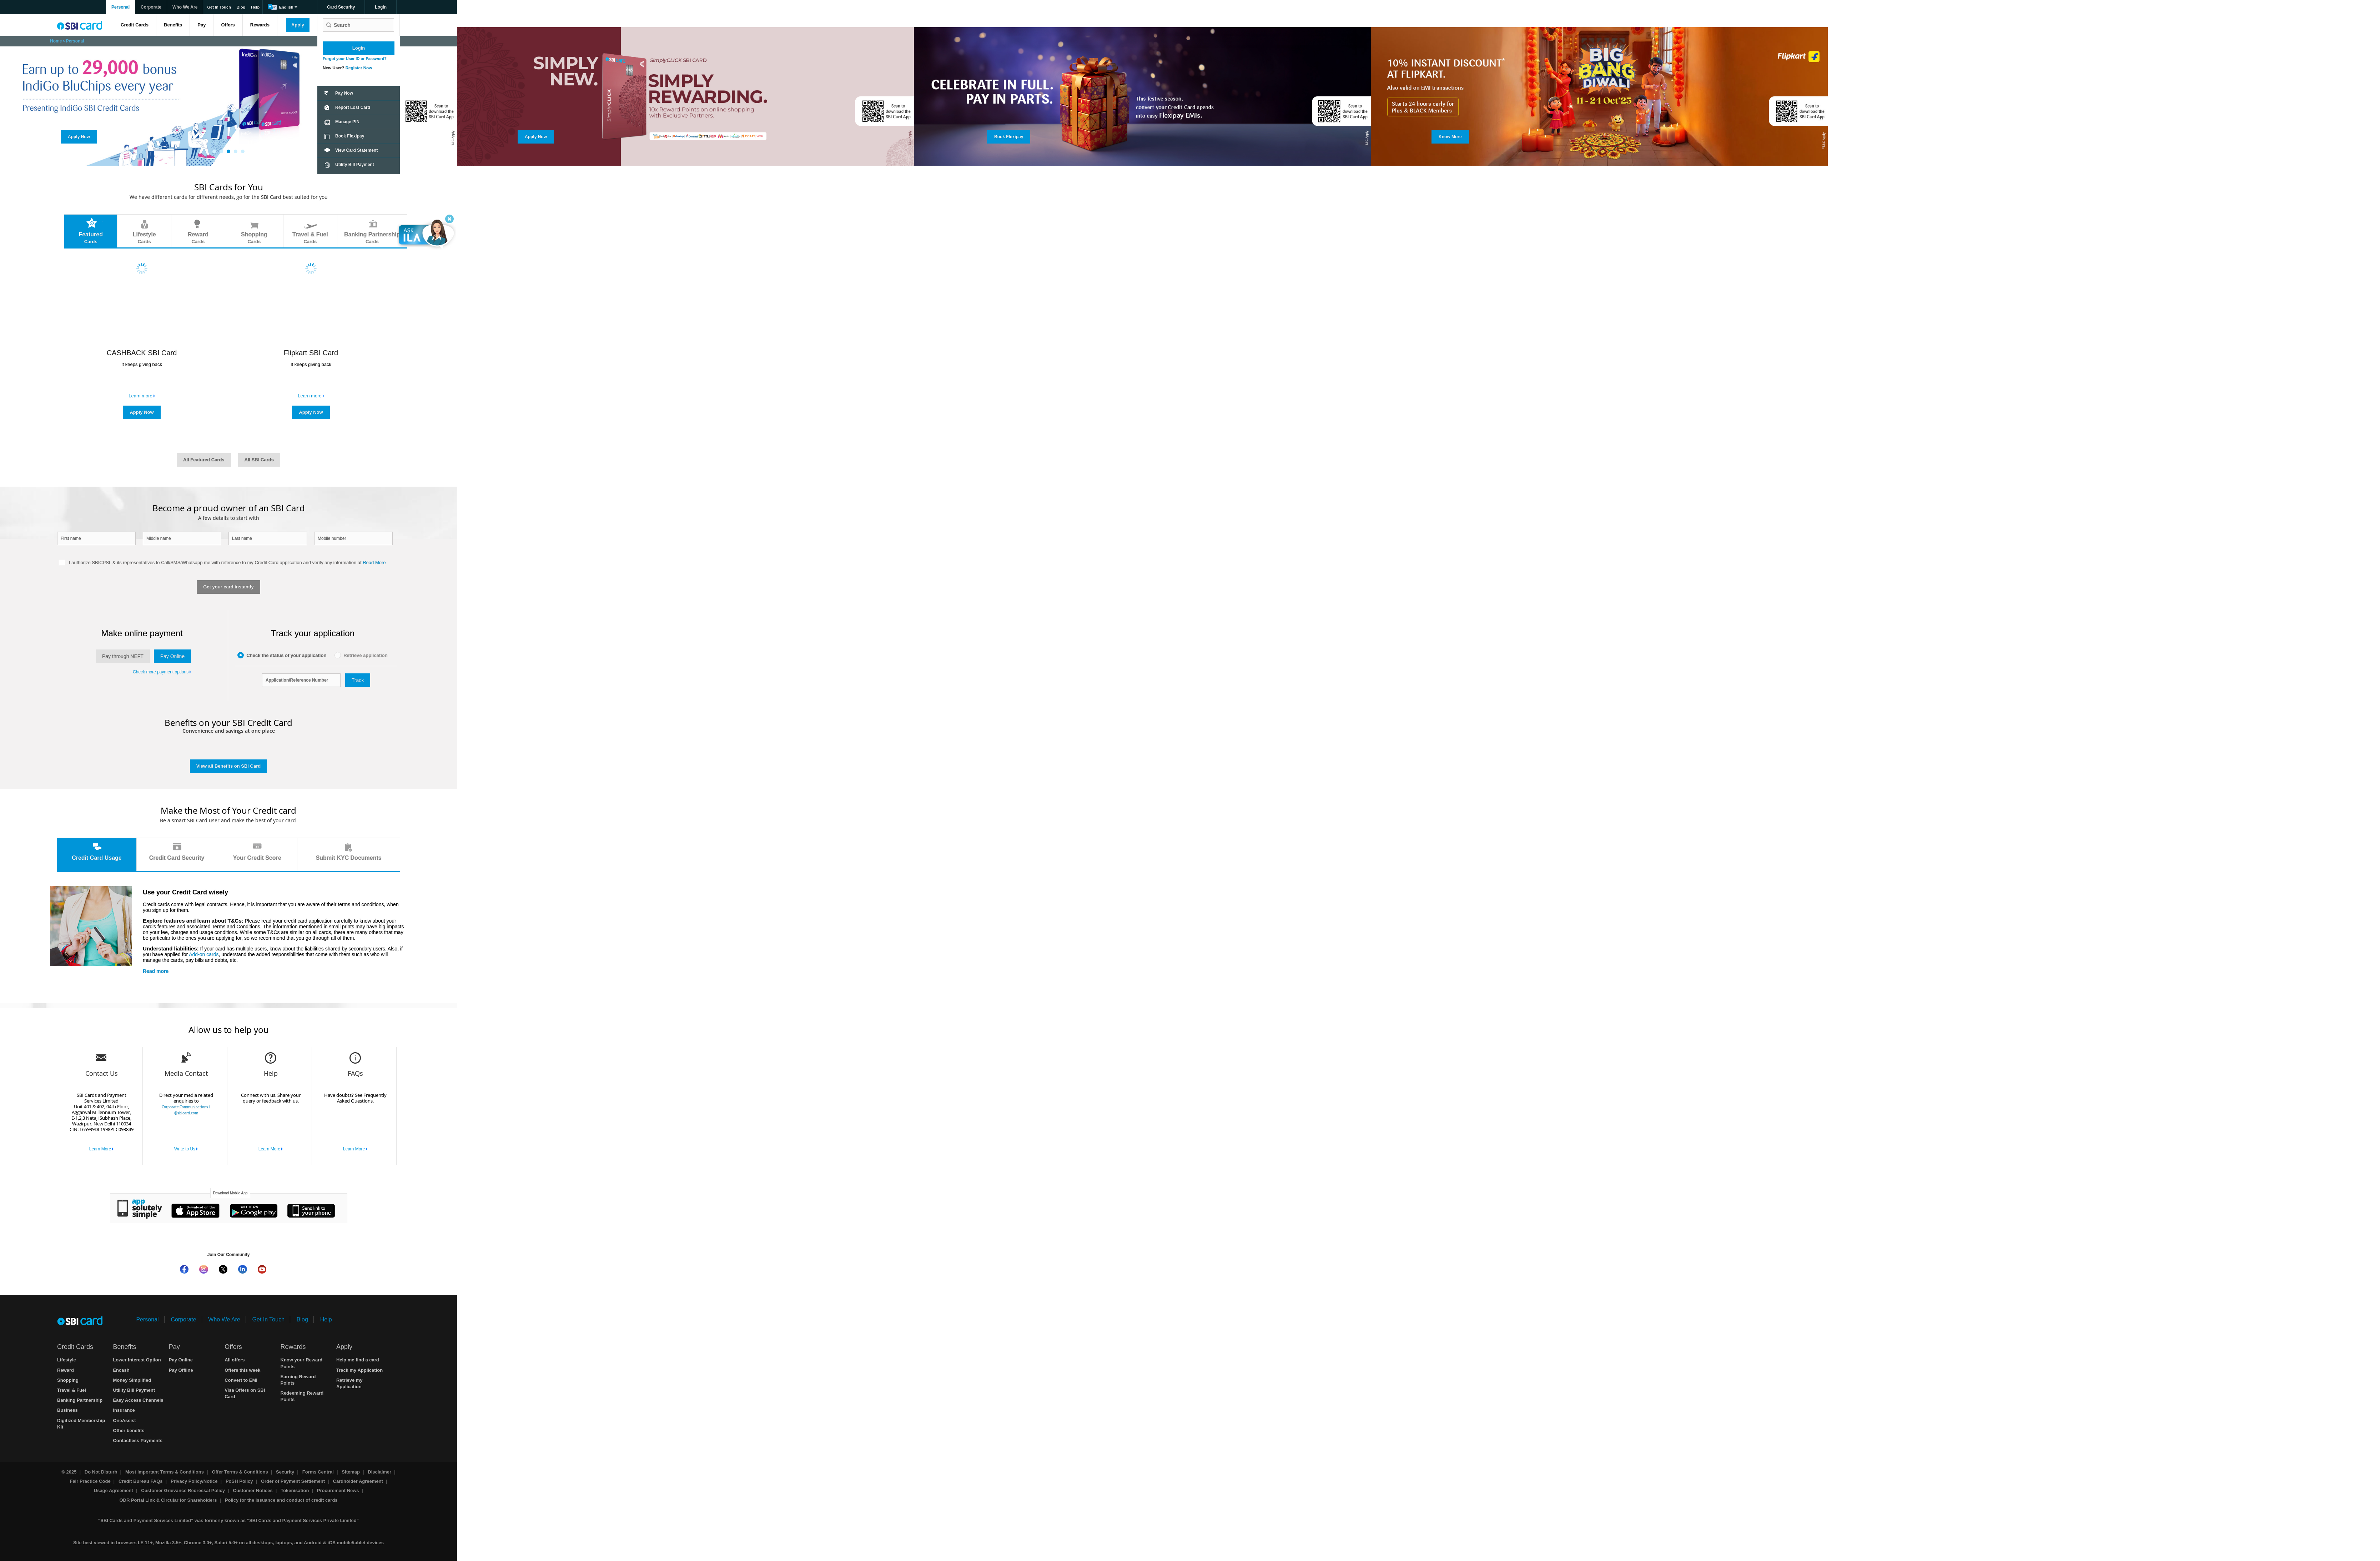 Personal
Corporate
Who We Are
Get In Touch
Blog
Help
English
Card Security
Login
SBI card
Credit Cards
Benefits
Pay
Offers
Rewards
Apply
Search
Home › Personal
Login
Forgot your User ID or Password?
New User? Register Now
Pay Now
Report Lost Card
Manage PIN
Book Flexipay
View Card Statement
Utility Bill Payment
Earn up to 29,000 bonus
IndiGo BluChips every year
Presenting IndiGo SBI Credit Cards
Apply Now
IndiGo
IndiGo
Scan to
download the
SBI Card App
SIMPLY
NEW.
SimplyCLICK SBI CARD
SIMPLY
REWARDING.
10x Reward Points on online shopping
with Exclusive Partners.
Apply Now
Scan to
download the
SBI Card App
CELEBRATE IN FULL.
PAY IN PARTS.
This festive season,
convert your Credit Card spends
into easy Flexipay EMIs.
Book Flexipay
Scan to
download the
SBI Card App
10% INSTANT DISCOUNT*
AT FLIPKART.
Also valid on EMI transactions
Starts 24 hours early for
Plus & BLACK Members
Know More
BIG
BANG
DIWALI
11 - 24 Oct'25
Flipkart
Scan to
download the
SBI Card App
SBI Cards for You
We have different cards for different needs, go for the SBI Card best suited for you
Featured
Cards
Lifestyle
Cards
Reward
Cards
Shopping
Cards
Travel & Fuel
Cards
Banking Partnership
Cards
ASK
ILA
CASHBACK SBI Card
It keeps giving back
Learn more
Apply Now
Flipkart SBI Card
It keeps giving back
Learn more
Apply Now
All Featured Cards
All SBI Cards
Become a proud owner of an SBI Card
A few details to start with
First name
Middle name
Last name
Mobile number
I authorize SBICPSL & its representatives to Call/SMS/Whatsapp me with reference to my Credit Card application and verify any information at Read More
Get your card instantly
Make online payment
Pay through NEFT
Pay Online
Check more payment options
Track your application
Check the status of your application
Retrieve application
Application/Reference Number
Track
Benefits on your SBI Credit Card
Convenience and savings at one place
View all Benefits on SBI Card
Make the Most of Your Credit card
Be a smart SBI Card user and make the best of your card
Credit Card Usage
Credit Card Security
Your Credit Score
Submit KYC Documents
Use your Credit Card wisely
Credit cards come with legal contracts. Hence, it is important that you are aware of their terms and conditions, when
you sign up for them.
Explore features and learn about T&Cs: Please read your credit card application carefully to know about your
card's features and associated Terms and Conditions. The information mentioned in small prints may have big impacts
on your fee, charges and usage conditions. While some T&Cs are similar on all cards, there are many others that may
be particular to the ones you are applying for, so we recommend that you go through all of them.
Understand liabilities: If your card has multiple users, know about the liabilities shared by secondary users. Also, if
you have applied for Add-on cards, understand the added responsibilities that come with them such as who will
manage the cards, pay bills and debts, etc.
Read more
Allow us to help you
Contact Us
SBI Cards and Payment
Services Limited
Unit 401 & 402, 04th Floor,
Aggarwal Millennium Tower,
E-1,2,3 Netaji Subhash Place,
Wazirpur, New Delhi 110034
CIN: L65999DL1998PLC093849
Learn More
Media Contact
Direct your media related
enquiries to
Corporate.Communications1
@sbicard.com
Write to Us
Help
Connect with us. Share your
query or feedback with us.
Learn More
FAQs
Have doubts? See Frequently
Asked Questions.
Learn More
Download Mobile App
app
solutely
simple
Download on the
App Store
GET IT ON
Google play
Send link to
your phone
Join Our Community
SBI card
Personal
Corporate
Who We Are
Get In Touch
Blog
Help
Credit Cards
Lifestyle
Reward
Shopping
Travel & Fuel
Banking Partnership
Business
Digitized Membership
Kit
Benefits
Lower Interest Option
Encash
Money Simplified
Utility Bill Payment
Easy Access Channels
Insurance
OneAssist
Other benefits
Contactless Payments
Pay
Pay Online
Pay Offline
Offers
All offers
Offers this week
Convert to EMI
Visa Offers on SBI
Card
Rewards
Know your Reward
Points
Earning Reward
Points
Redeeming Reward
Points
Apply
Help me find a card
Track my Application
Retrieve my
Application
© 2025 | Do Not Disturb | Most Important Terms & Conditions | Offer Terms & Conditions | Security | Forms Central | Sitemap | Disclaimer |
Fair Practice Code | Credit Bureau FAQs | Privacy Policy/Notice | PoSH Policy | Order of Payment Settlement | Cardholder Agreement |
Usage Agreement | Customer Grievance Redressal Policy | Customer Notices | Tokenisation | Procurement News |
ODR Portal Link & Circular for Shareholders | Policy for the issuance and conduct of credit cards
"SBI Cards and Payment Services Limited" was formerly known as "SBI Cards and Payment Services Private Limited"
Site best viewed in browsers I.E 11+, Mozilla 3.5+, Chrome 3.0+, Safari 5.0+ on all desktops, laptops, and Android & iOS mobile/tablet devices